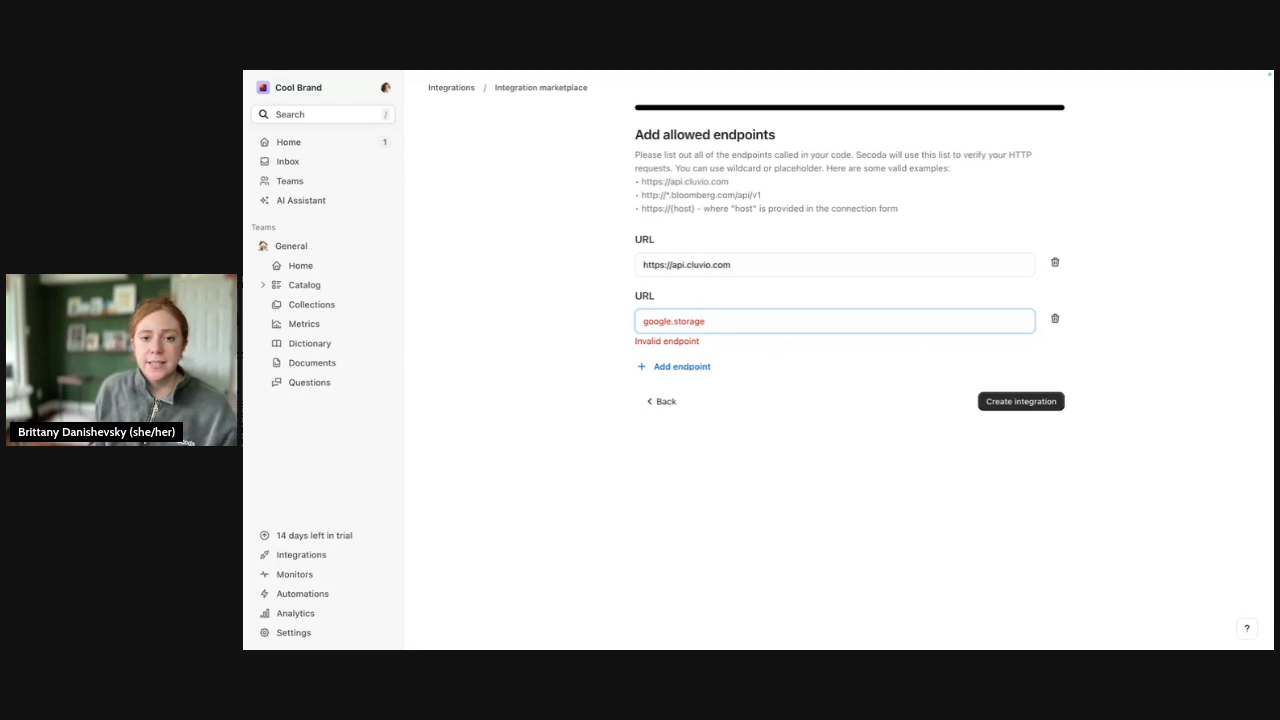 Cool Brand
Search /
Home 1
Inbox
Teams
AI Assistant
Teams
General
Home
Catalog
Collections
Metrics
Dictionary
Documents
Questions
14 days left in trial
Integrations
Monitors
Automations
Analytics
Settings
Integrations / Integration marketplace
Add allowed endpoints
Please list out all of the endpoints called in your code. Secoda will use this list to verify your HTTP
requests. You can use wildcard or placeholder. Here are some valid examples:
• https://api.cluvio.com
• http://*.bloomberg.com/api/v1
• https://{host} - where "host" is provided in the connection form
URL
https://api.cluvio.com
URL
google.storage
Invalid endpoint
+ Add endpoint
Back
Create integration
?
Brittany Danishevsky (she/her)